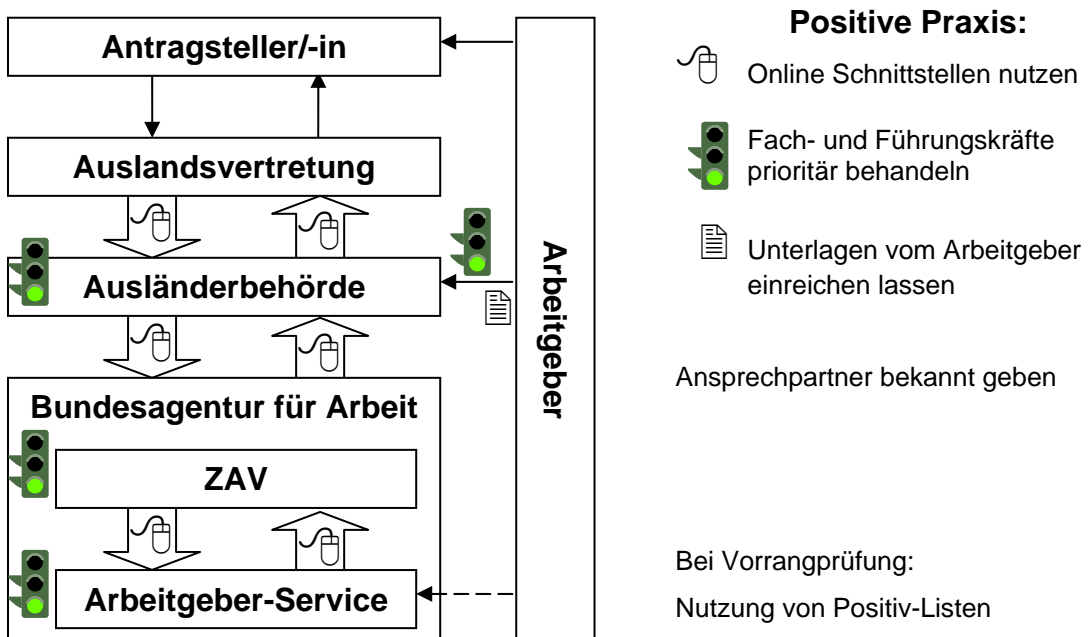 Antragsteller/-in
Auslandsvertretung
Ausländerbehörde
Bundesagentur für Arbeit
ZAV
Arbeitgeber-Service
Arbeitgeber
Positive Praxis:
Online Schnittstellen nutzen
Fach- und Führungskräfte
prioritär behandeln
Unterlagen vom Arbeitgeber
einreichen lassen
Ansprechpartner bekannt geben
Bei Vorrangprüfung:
Nutzung von Positiv-Listen